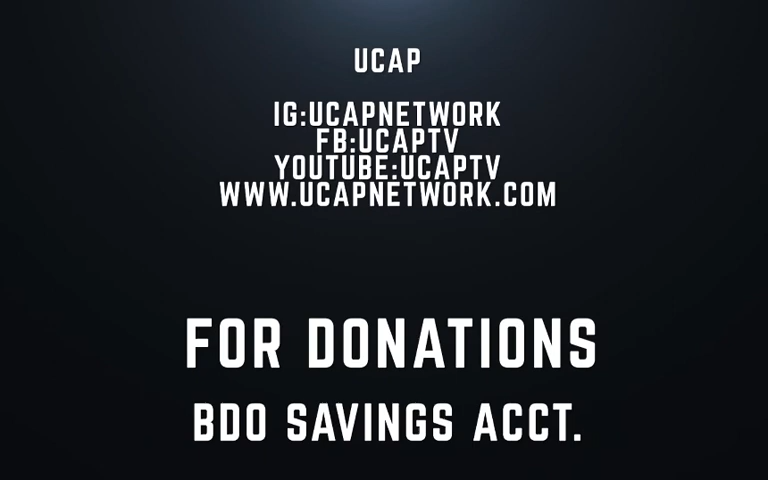 UCAP
IG:UCAPNETWORK
FB:UCAPTV
YOUTUBE:UCAPTV
WWW.UCAPNETWORK.COM
FOR DONATIONS
BDO SAVINGS ACCT.